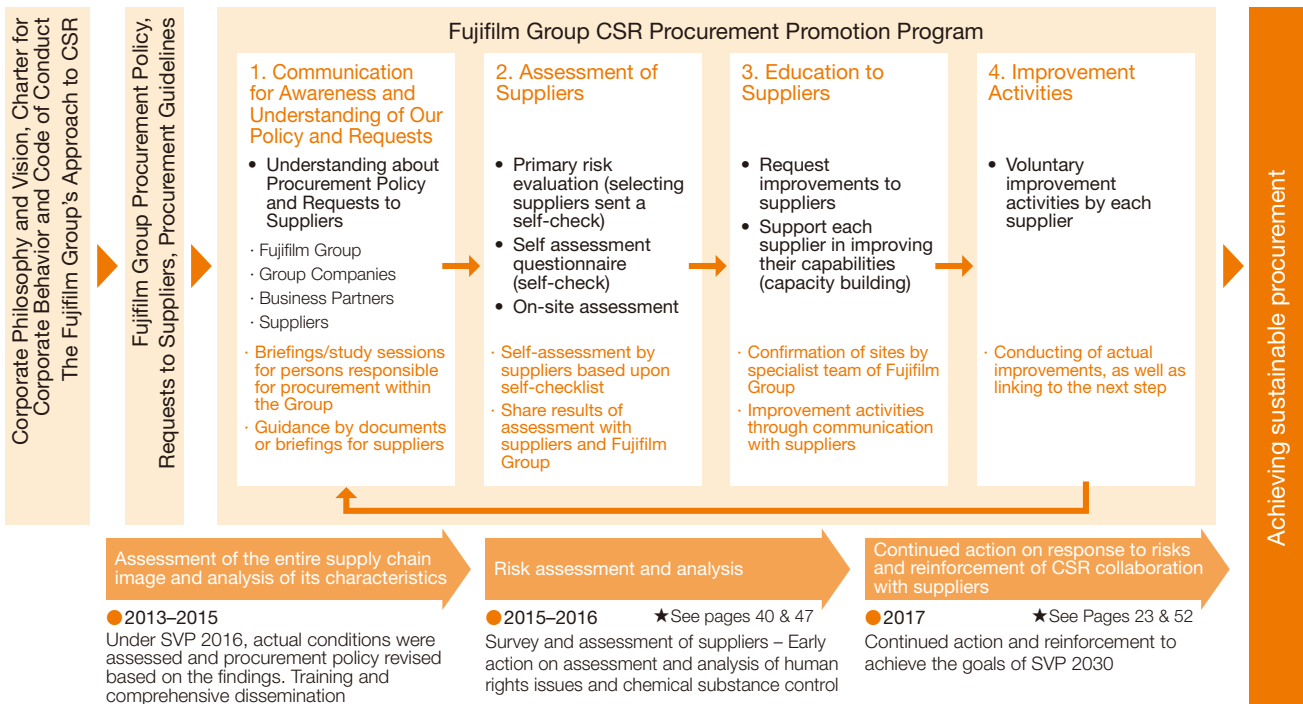 Corporate Philosophy and Vision, Charter for
Corporate Behavior and Code of Conduct
The Fujifilm Group's Approach to CSR
Fujifilm Group Procurement Policy,
Requests to Suppliers, Procurement Guidelines
Fujifilm Group CSR Procurement Promotion Program
1. Communication
for Awareness and
Understanding of Our
Policy and Requests
• Understanding about
Procurement Policy
and Requests to
Suppliers
· Fujifilm Group
· Group Companies
· Business Partners
· Suppliers
· Briefings/study sessions
for persons responsible
for procurement within
the Group
· Guidance by documents
or briefings for suppliers
2. Assessment of
Suppliers
• Primary risk
evaluation (selecting
suppliers sent a
self-check)
• Self assessment
questionnaire
(self-check)
• On-site assessment
· Self-assessment by
suppliers based upon
self-checklist
· Share results of
assessment with
suppliers and Fujifilm
Group
3. Education to
Suppliers
• Request
improvements to
suppliers
• Support each
supplier in improving
their capabilities
(capacity building)
· Confirmation of sites by
specialist team of Fujifilm
Group
· Improvement activities
through communication
with suppliers
4. Improvement
Activities
• Voluntary
improvement
activities by each
supplier
· Conducting of actual
improvements, as well as
linking to the next step
Achieving sustainable procurement
Assessment of the entire supply chain
image and analysis of its characteristics
●2013–2015
Under SVP 2016, actual conditions were
assessed and procurement policy revised
based on the findings. Training and
comprehensive dissemination
Risk assessment and analysis
●2015–2016 ★See pages 40 & 47
Survey and assessment of suppliers – Early
action on assessment and analysis of human
rights issues and chemical substance control
Continued action on response to risks
and reinforcement of CSR collaboration
with suppliers
●2017 ★See Pages 23 & 52
Continued action and reinforcement to
achieve the goals of SVP 2030